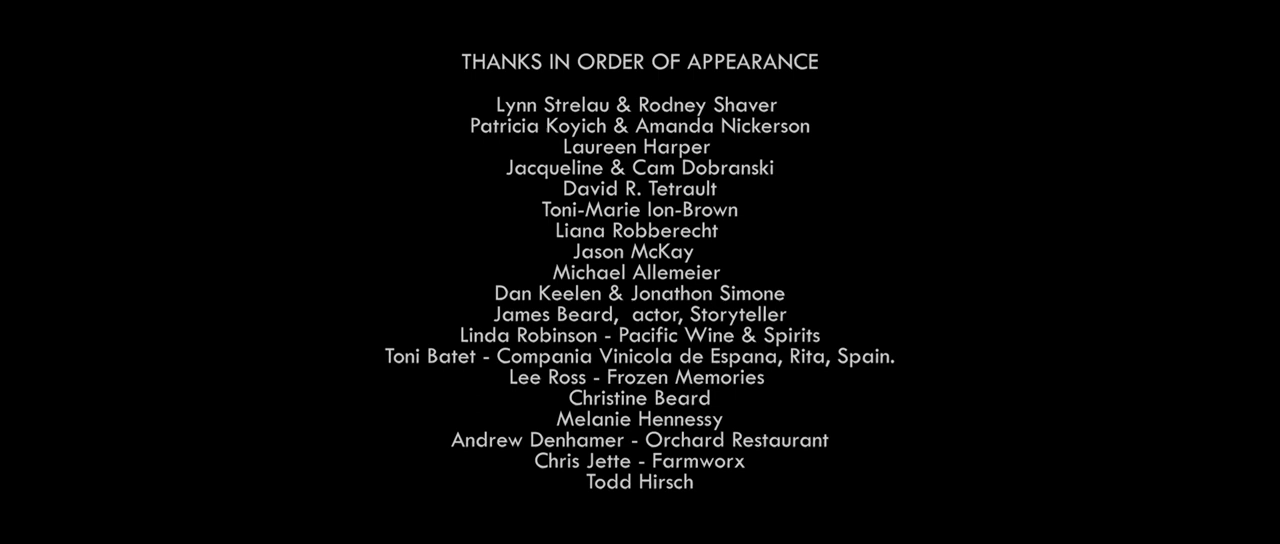 THANKS IN ORDER OF APPEARANCE
Lynn Strelau & Rodney Shaver
Patricia Koyich & Amanda Nickerson
Laureen Harper
Jacqueline & Cam Dobranski
David R. Tetrault
Toni-Marie Ion-Brown
Liana Robberecht
Jason McKay
Michael Allemeier
Dan Keelen & Jonathon Simone
James Beard,  actor, Storyteller
Linda Robinson - Pacific Wine & Spirits
Toni Batet - Compania Vinicola de Espana, Rita, Spain.
Lee Ross - Frozen Memories
Christine Beard
Melanie Hennessy
Andrew Denhamer - Orchard Restaurant
Chris Jette - Farmworx
Todd Hirsch